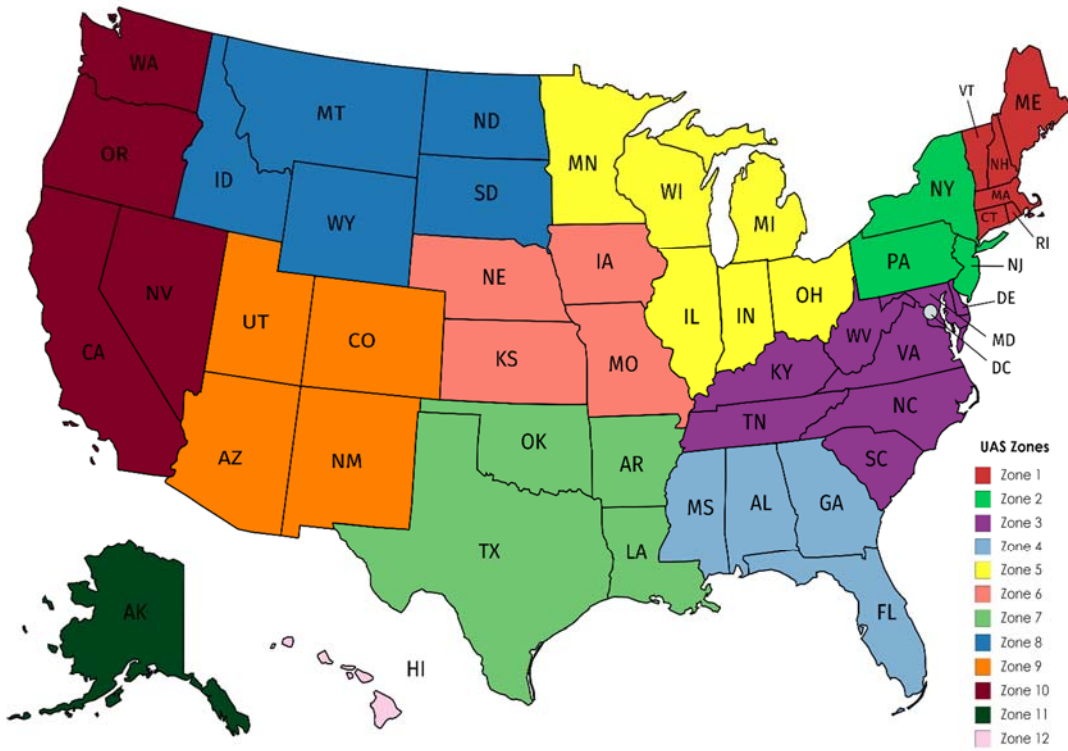 WA
MT
ND
MN
ME
VT
OR
ID
SD
WI
NH
NY
MA
WY
MI
CT
RI
NE
IA
PA
NJ
NV
UT
CO
IL
IN
OH
DE
CA
KS
MO
WV
VA
MD
DC
KY
NC
TN
AZ
NM
OK
AR
SC
MS
AL
GA
TX
LA
FL
AK
HI
UAS Zones
Zone 1
Zone 2
Zone 3
Zone 4
Zone 5
Zone 6
Zone 7
Zone 8
Zone 9
Zone 10
Zone 11
Zone 12